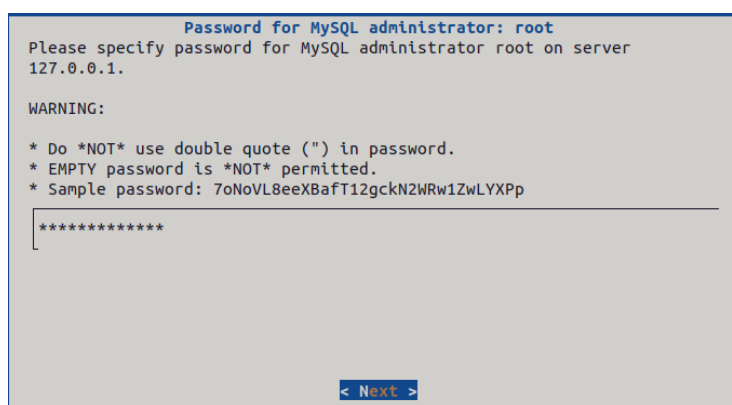 Password for MySQL administrator: root
Please specify password for MySQL administrator root on server
127.0.0.1.
WARNING:
* Do *NOT* use double quote (") in password.
* EMPTY password is *NOT* permitted.
* Sample password: 7oNoVL8eeXBafT12gckN2WRw1ZwLYXPp
*************
< Next >